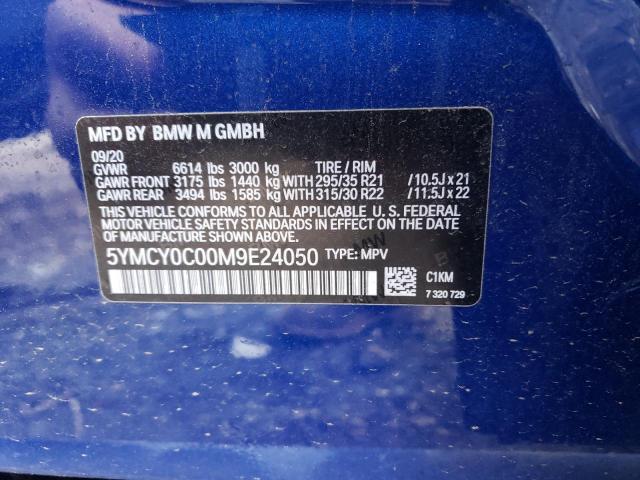 MFD BY BMW M GMBH
09/20
GVWR 6614 lbs 3000 kg TIRE / RIM
GAWR FRONT 3175 lbs 1440 kg WITH 295/35 R21 /10.5J x 21
GAWR REAR 3494 lbs 1585 kg WITH 315/30 R22 /11.5J x 22
THIS VEHICLE CONFORMS TO ALL APPLICABLE U. S. FEDERAL
MOTOR VEHICLE SAFETY STANDARDS IN EFFECT ON THE DATE
OF MANUFACTURE SHOWN ABOVE.
5YMCY0C00M9E24050 TYPE: MPV
C1KM
7 320 729